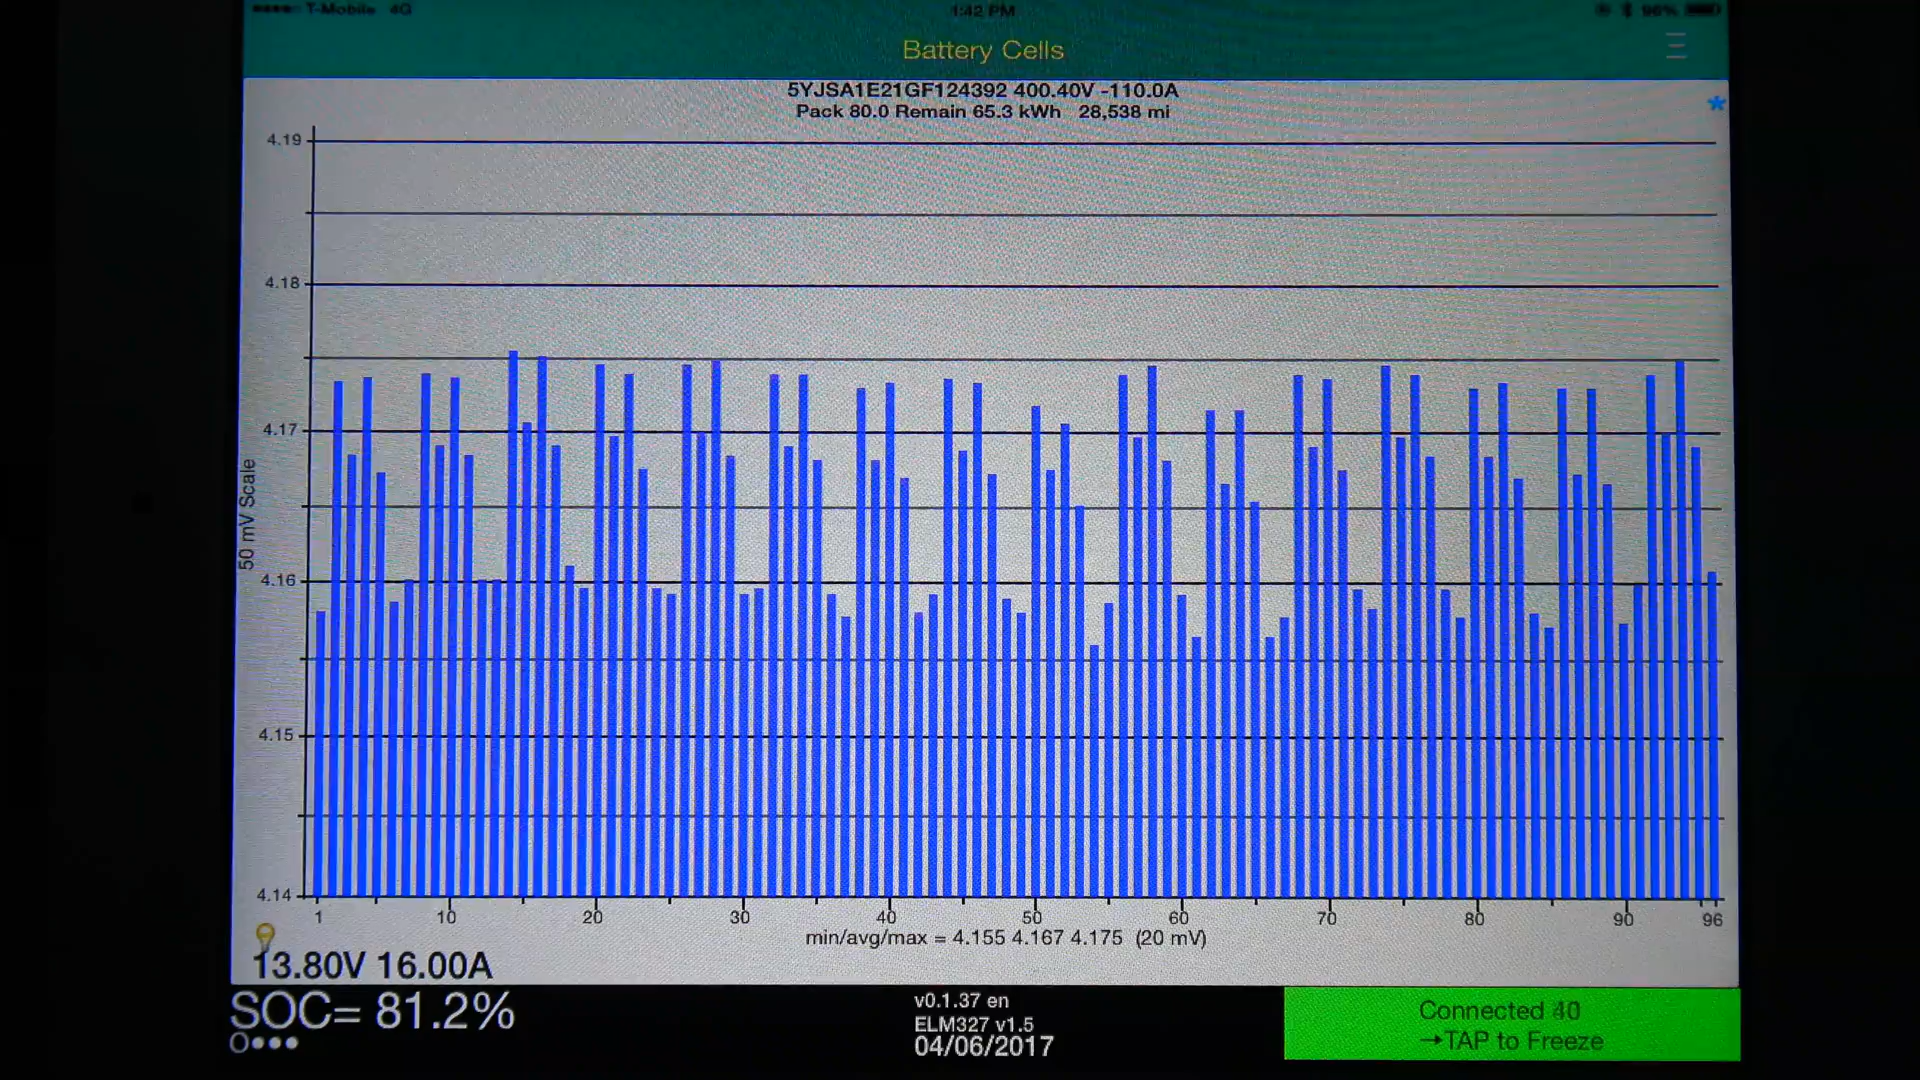 T-Mobile 4G 1:42 PM 96%
Battery Cells
5YJSA1E21GF124392 400.40V -110.0A
Pack 80.0 Remain 65.3 kWh 28,538 mi
*
4.19
4.18
4.17
4.16
4.15
4.14
50 mV Scale
1 10 20 30 40 50 60 70 80 90 96
min/avg/max = 4.155 4.167 4.175 (20 mV)
13.80V 16.00A
SOC= 81.2%
v0.1.37 en
ELM327 v1.5
04/06/2017
Connected 40
→TAP to Freeze